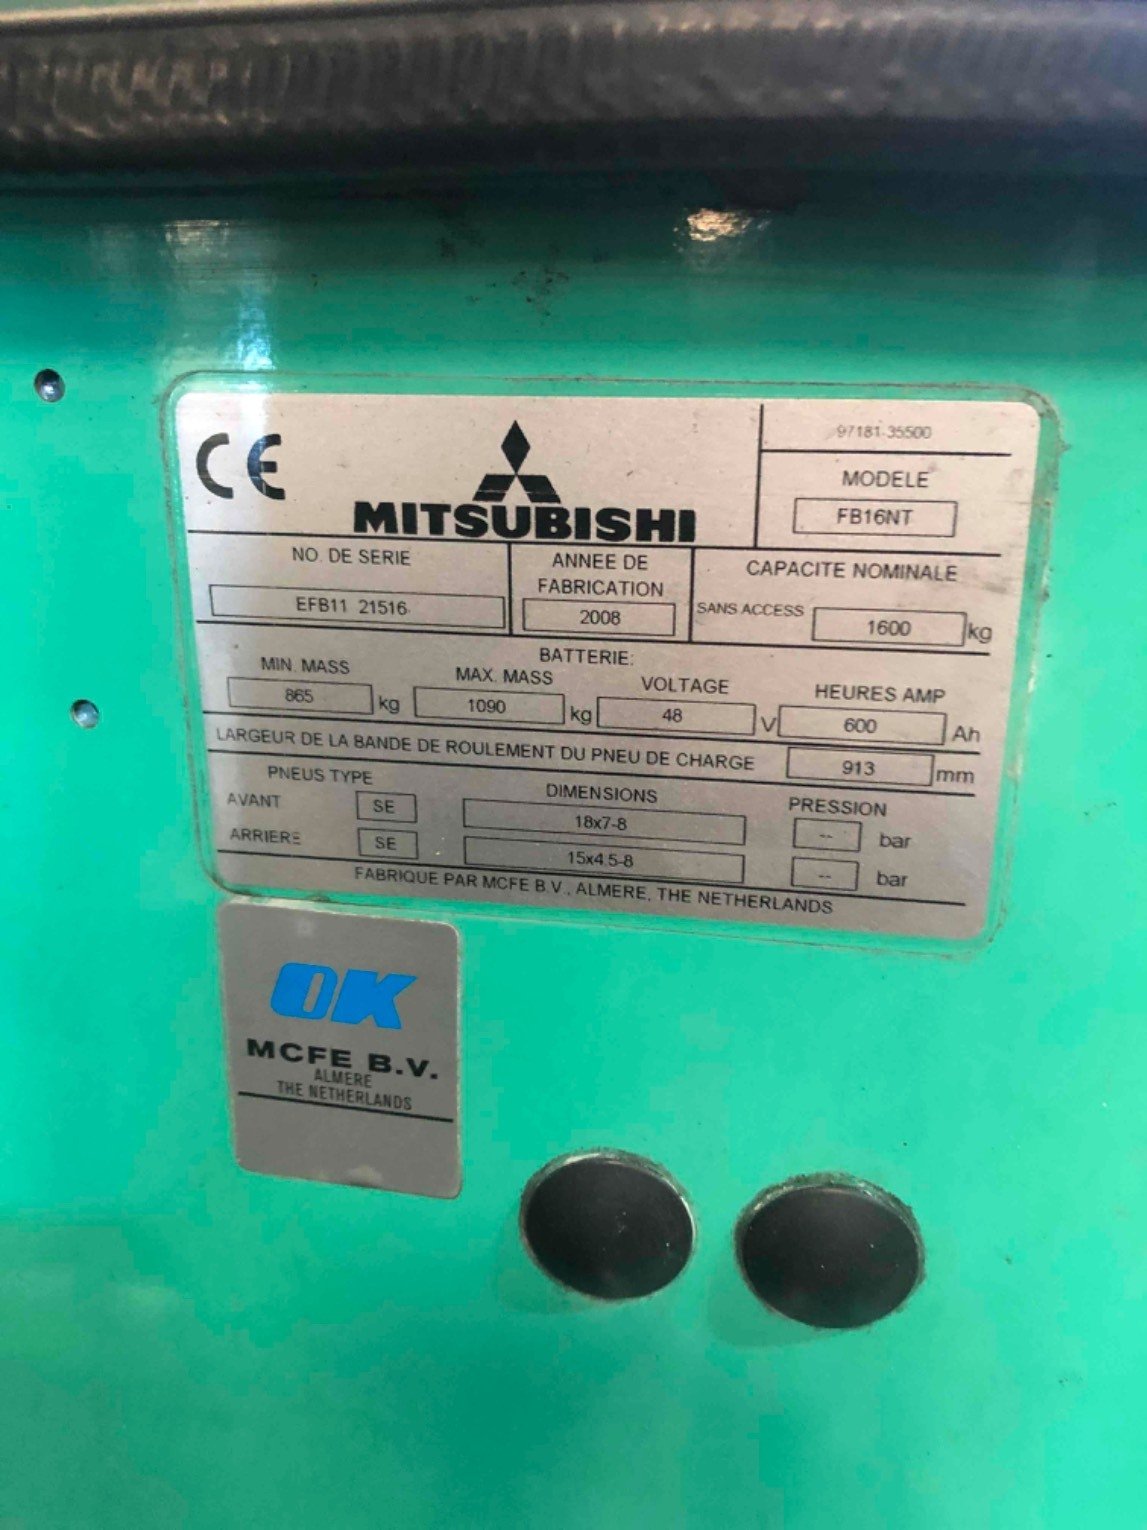 CE
MITSUBISHI
97181-35500
MODELE
FB16NT
NO. DE SERIE
EFB11 21516
ANNEE DE
FABRICATION
2008
CAPACITE NOMINALE
SANS ACCESS 1600 kg
BATTERIE:
MIN. MASS MAX. MASS VOLTAGE HEURES AMP
865 kg 1090 kg 48 V 600 Ah
LARGEUR DE LA BANDE DE ROULEMENT DU PNEU DE CHARGE 913 mm
PNEUS TYPE DIMENSIONS PRESSION
AVANT SE 18x7-8 -- bar
ARRIERE SE 15x4.5-8 -- bar
FABRIQUE PAR MCFE B.V., ALMERE, THE NETHERLANDS
OK
MCFE B.V.
ALMERE
THE NETHERLANDS